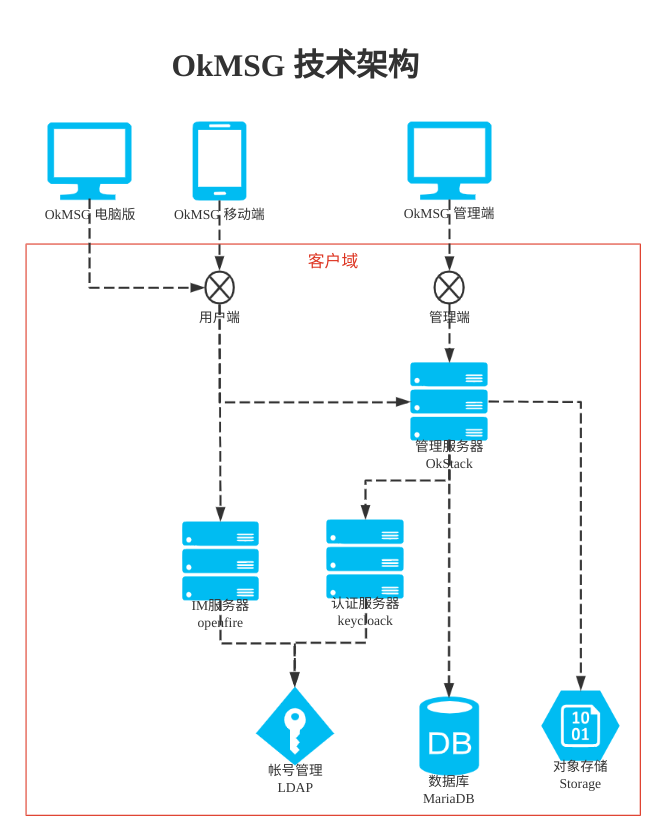 OkMSG 技术架构
OkMSG 电脑版
OkMSG 移动端
OkMSG 管理端
客户域
用户端
管理端
管理服务器
OkStack
IM服务器
openfire
认证服务器
keycloack
帐号管理
LDAP
DB
数据库
MariaDB
10
01
对象存储
Storage